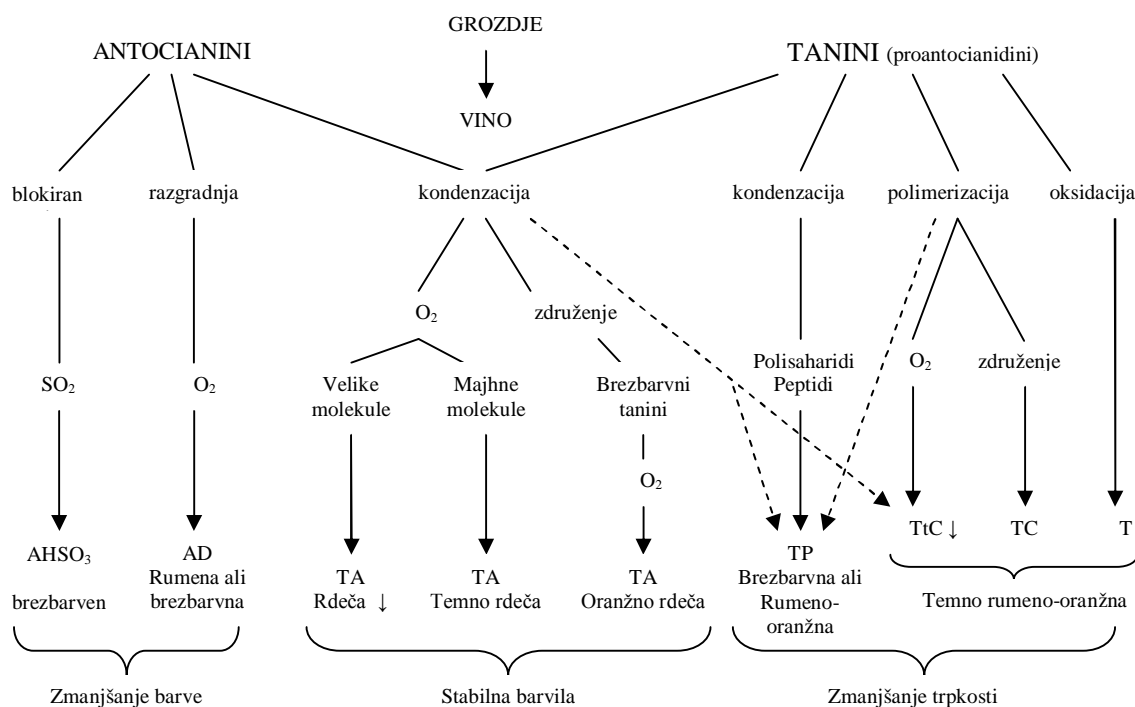 GROZDJE
ANTOCIANINI
TANINI (proantocianidini)
VINO
blokiran
razgradnja
kondenzacija
kondenzacija
polimerizacija
oksidacija
O₂
združenje
Polisaharidi
Peptidi
O₂
združenje
SO₂
O₂
Velike
molekule
Majhne
molekule
Brezbarvni
tanini
O₂
AHSO₃
brezbarven
AD
Rumena ali
brezbarvna
TA
Rdeča ↓
TA
Temno rdeča
TA
Oranžno rdeča
TP
Brezbarvna ali
Rumeno-
oranžna
TtC ↓
TC
T
Temno rumeno-oranžna
Zmanjšanje barve
Stabilna barvila
Zmanjšanje trpkosti